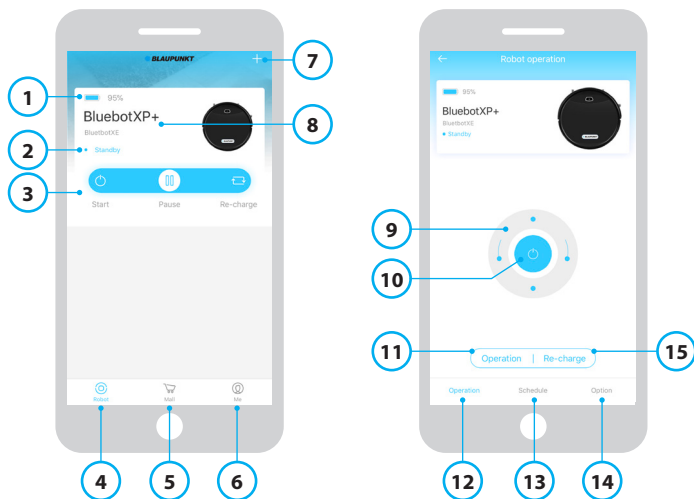 BLAUPUNKT
+
7
1
95%
BluebotXP+
8
BluetbotXE
2
Standby
3
Start Pause Re-charge
Robot Mall Me
4 5 6
Robot operation
95%
BluebotXP+
BluebotXE
Standby
9
10
11
15
Operation | Re-charge
Operation Schedule Option
12 13 14